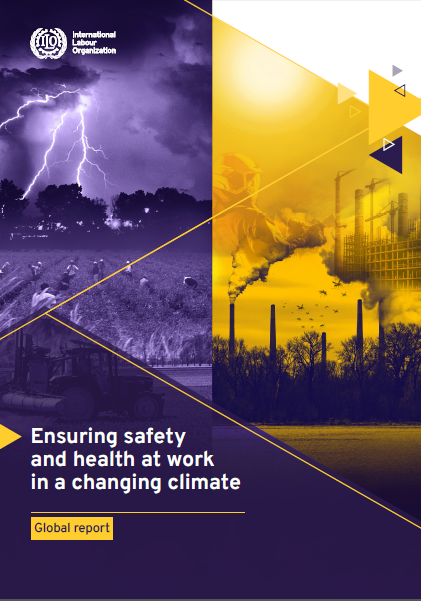 International
Labour
Organization
Ensuring safety
and health at work
in a changing climate
Global report